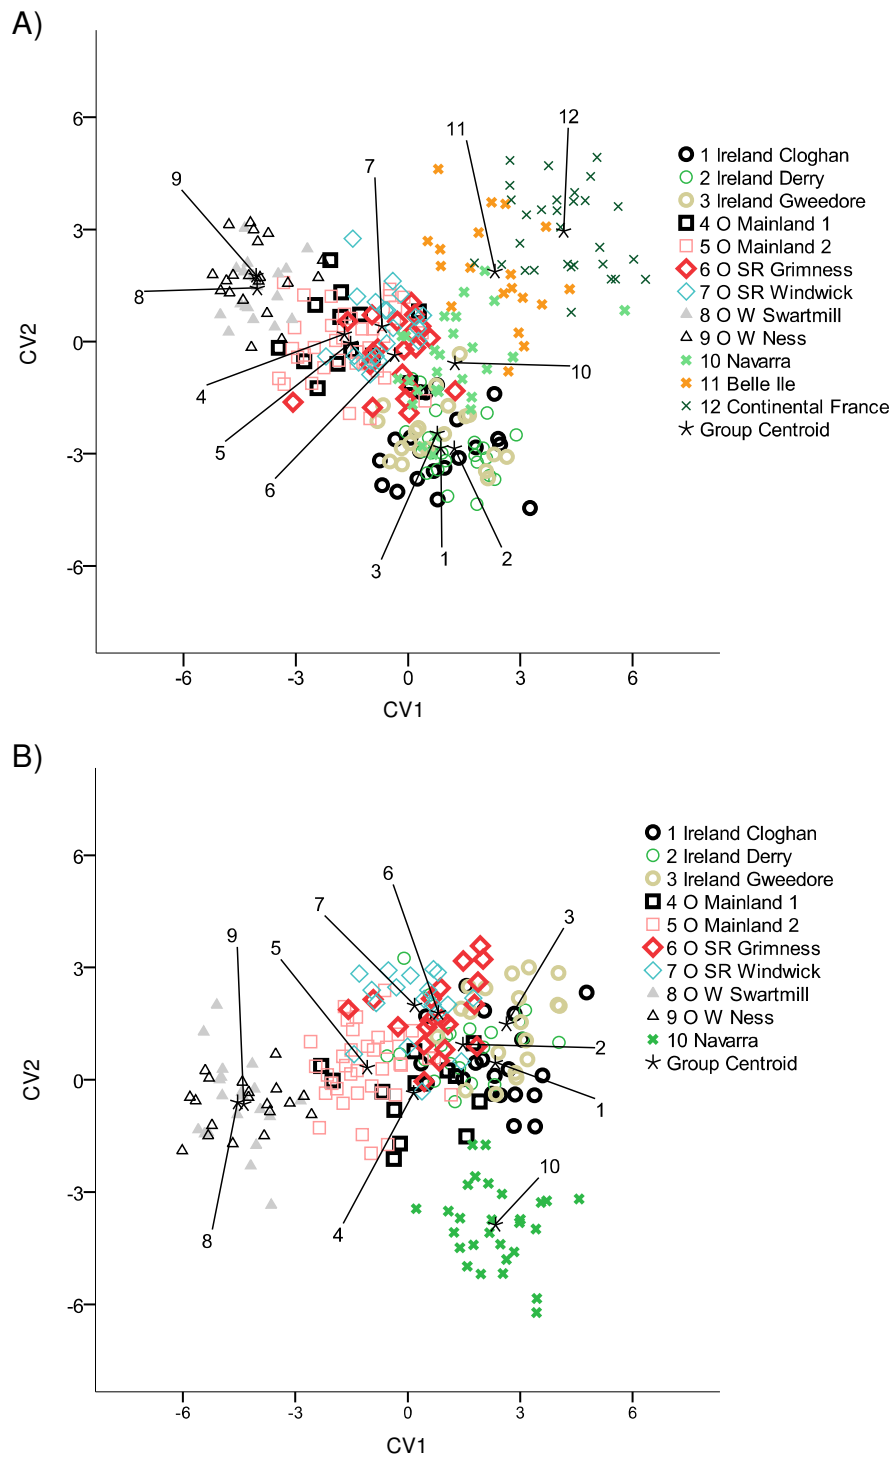 A)
6
3
0
-3
-6
CV2
-6
-3
0
3
6
CV1
9
8
7
11
12
4
5
6
10
3
1
2
1 Ireland Cloghan
2 Ireland Derry
3 Ireland Gweedore
4 O Mainland 1
5 O Mainland 2
6 O SR Grimness
7 O SR Windwick
8 O W Swartmill
9 O W Ness
10 Navarra
11 Belle Ile
12 Continental France
Group Centroid
B)
6
3
0
-3
-6
CV2
-6
-3
0
3
6
CV1
6
7
3
9
5
2
1
10
8
4
1 Ireland Cloghan
2 Ireland Derry
3 Ireland Gweedore
4 O Mainland 1
5 O Mainland 2
6 O SR Grimness
7 O SR Windwick
8 O W Swartmill
9 O W Ness
10 Navarra
Group Centroid